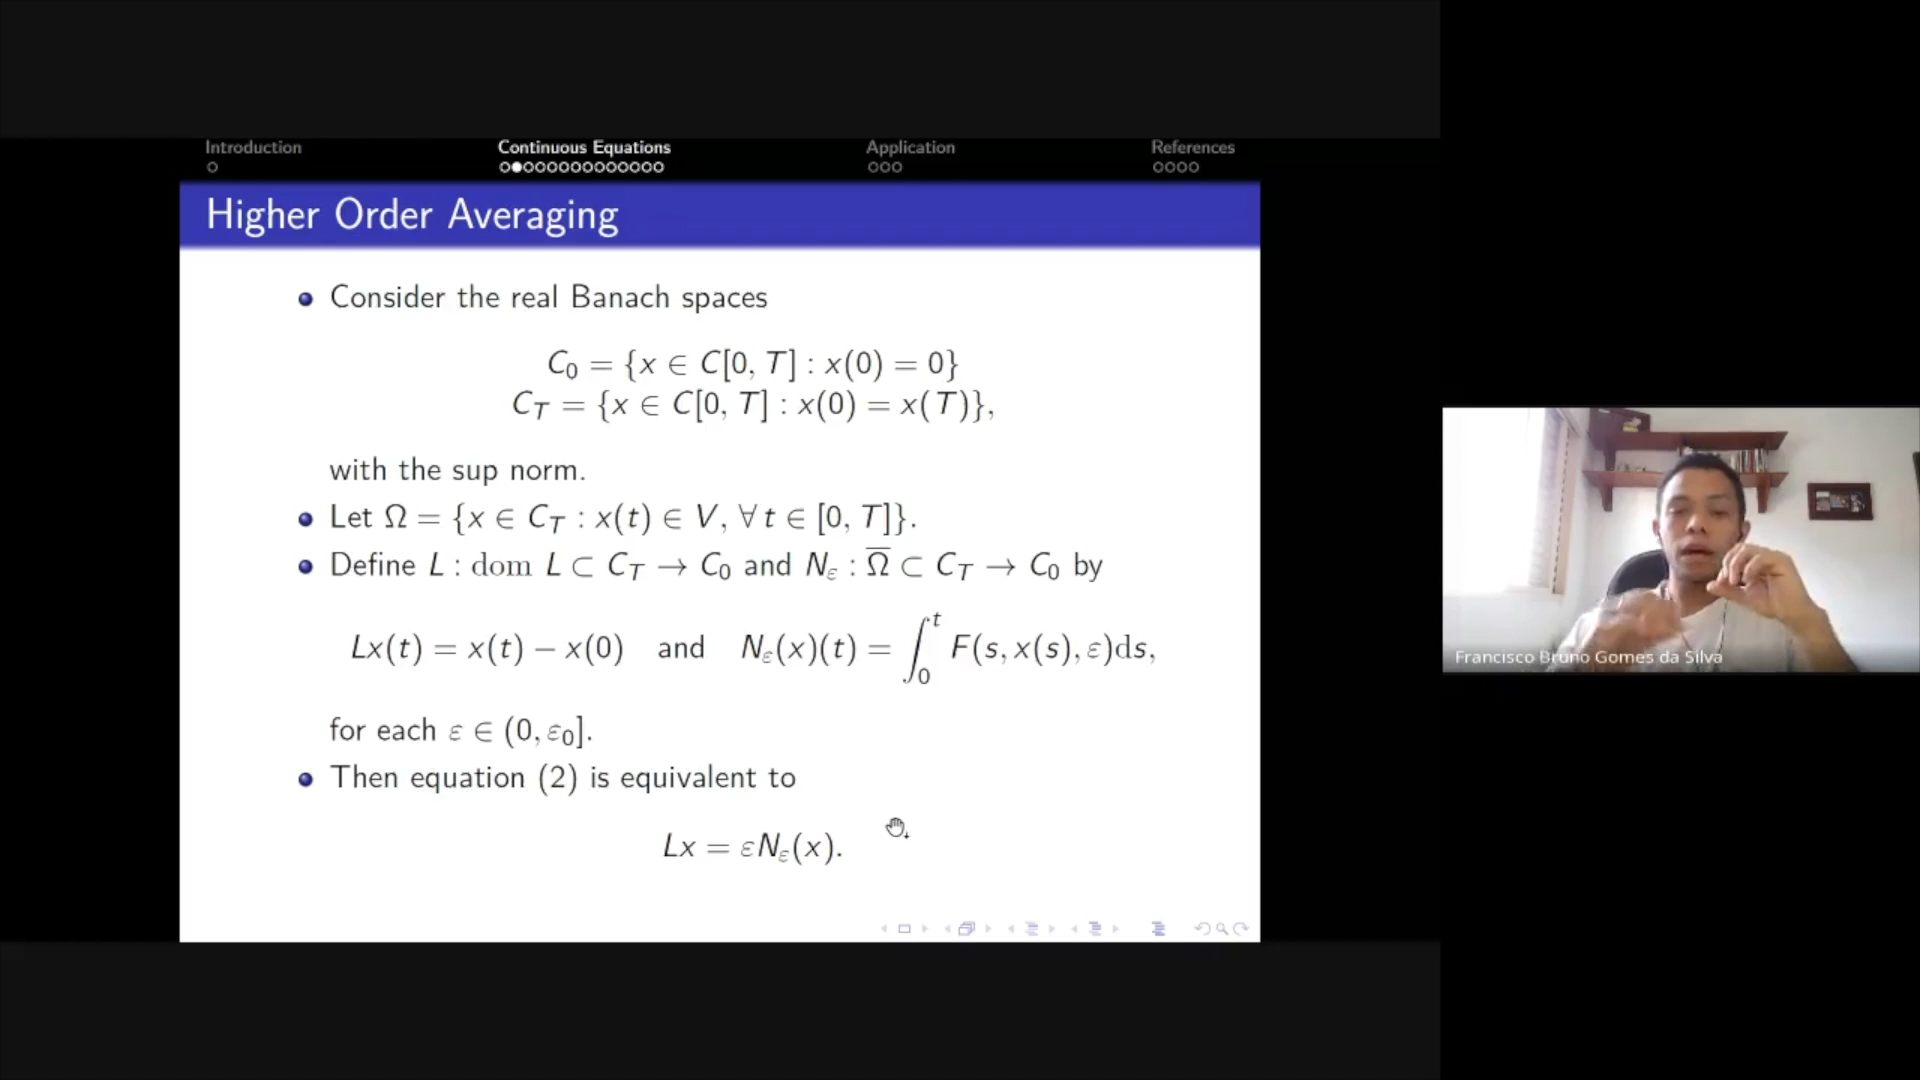 Introduction
Continuous Equations
Application
References
Higher Order Averaging
Consider the real Banach spaces
C₀ = {x ∈ C[0, T] : x(0) = 0}
C_T = {x ∈ C[0, T] : x(0) = x(T)},
with the sup norm.
Let Ω = {x ∈ C_T : x(t) ∈ V, ∀ t ∈ [0, T]}.
Define L : dom L ⊂ C_T → C₀ and N_ε : Ω̅ ⊂ C_T → C₀ by
Lx(t) = x(t) − x(0) and N_ε(x)(t) = ∫₀ᵗ F(s, x(s), ε)ds,
for each ε ∈ (0, ε₀].
Then equation (2) is equivalent to
Lx = εN_ε(x).
Francisco Bruno Gomes da Silva